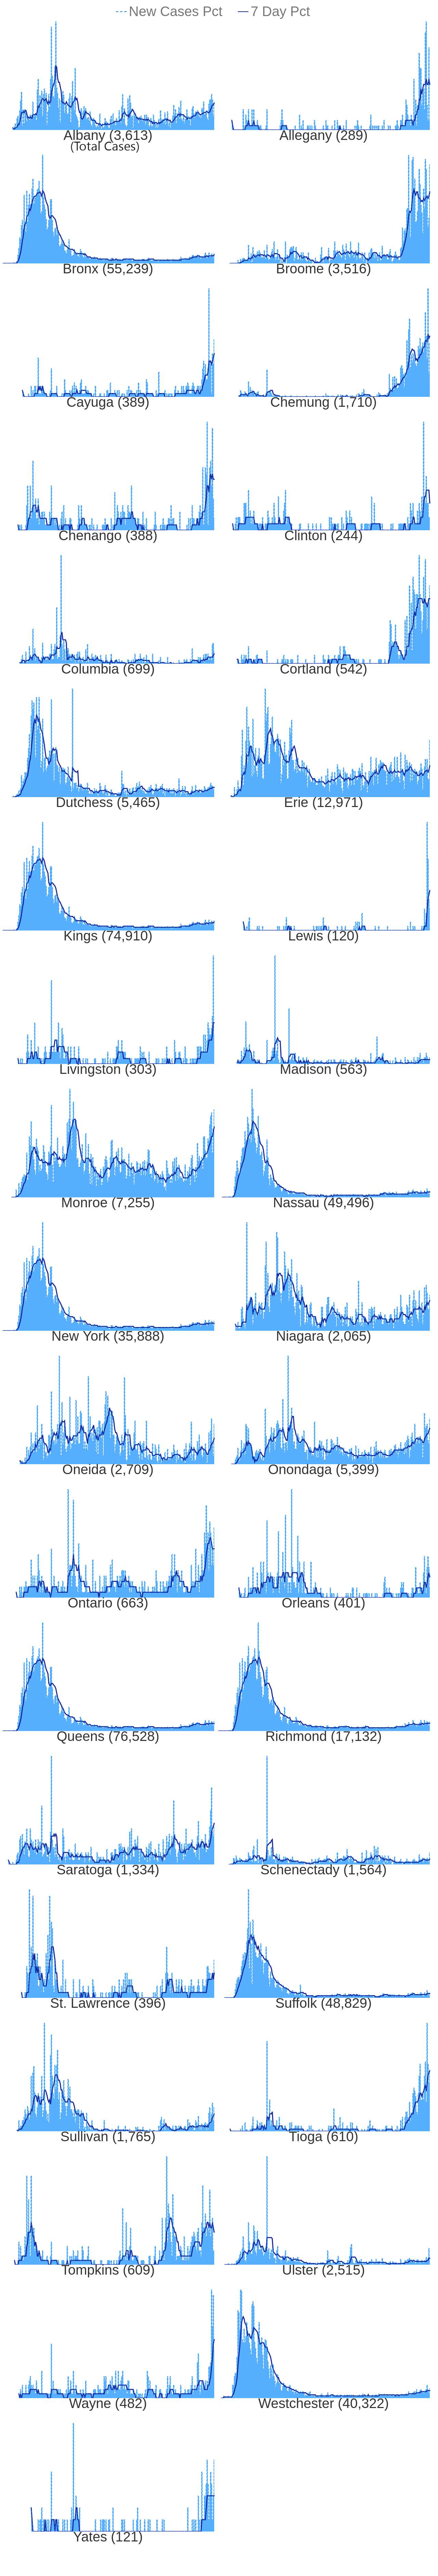 New Cases Pct 7 Day Pct
Albany (3,613) Allegany (289)
(Total Cases)
Bronx (55,239) Broome (3,516)
Cayuga (389) Chemung (1,710)
Chenango (388) Clinton (244)
Columbia (699) Cortland (542)
Dutchess (5,465) Erie (12,971)
Kings (74,910) Lewis (120)
Livingston (303) Madison (563)
Monroe (7,255) Nassau (49,496)
New York (35,888) Niagara (2,065)
Oneida (2,709) Onondaga (5,399)
Ontario (663) Orleans (401)
Queens (76,528) Richmond (17,132)
Saratoga (1,334) Schenectady (1,564)
St. Lawrence (396) Suffolk (48,829)
Sullivan (1,765) Tioga (610)
Tompkins (609) Ulster (2,515)
Wayne (482) Westchester (40,322)
Yates (121)